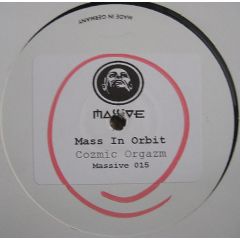 MADE IN GERMANY
MASSIVE
Mass In Orbit
Cozmic Orgazm
Massive 015